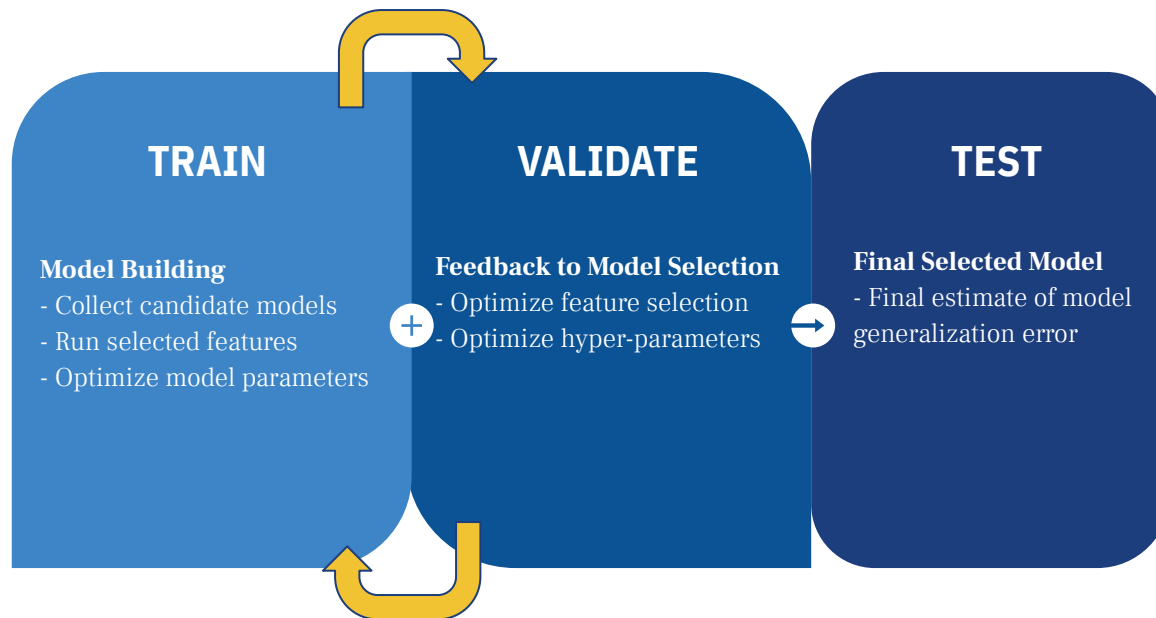 TRAIN
Model Building
- Collect candidate models
- Run selected features
- Optimize model parameters
+
VALIDATE
Feedback to Model Selection
- Optimize feature selection
- Optimize hyper-parameters
TEST
Final Selected Model
- Final estimate of model
generalization error